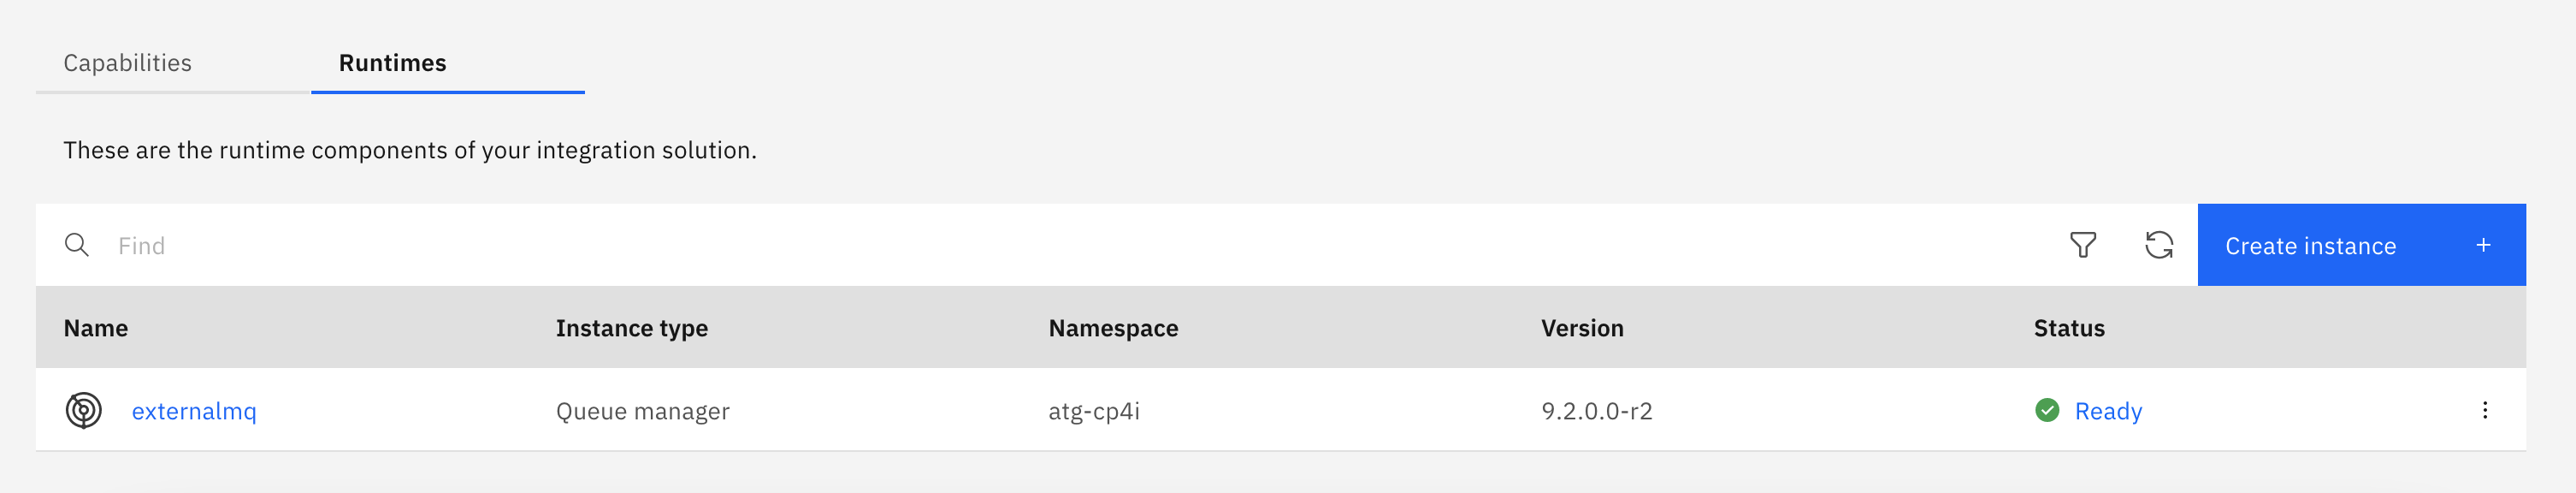 Capabilities Runtimes
These are the runtime components of your integration solution.
Find Create instance +
Name Instance type Namespace Version Status
externalmq Queue manager atg-cp4i 9.2.0.0-r2 Ready